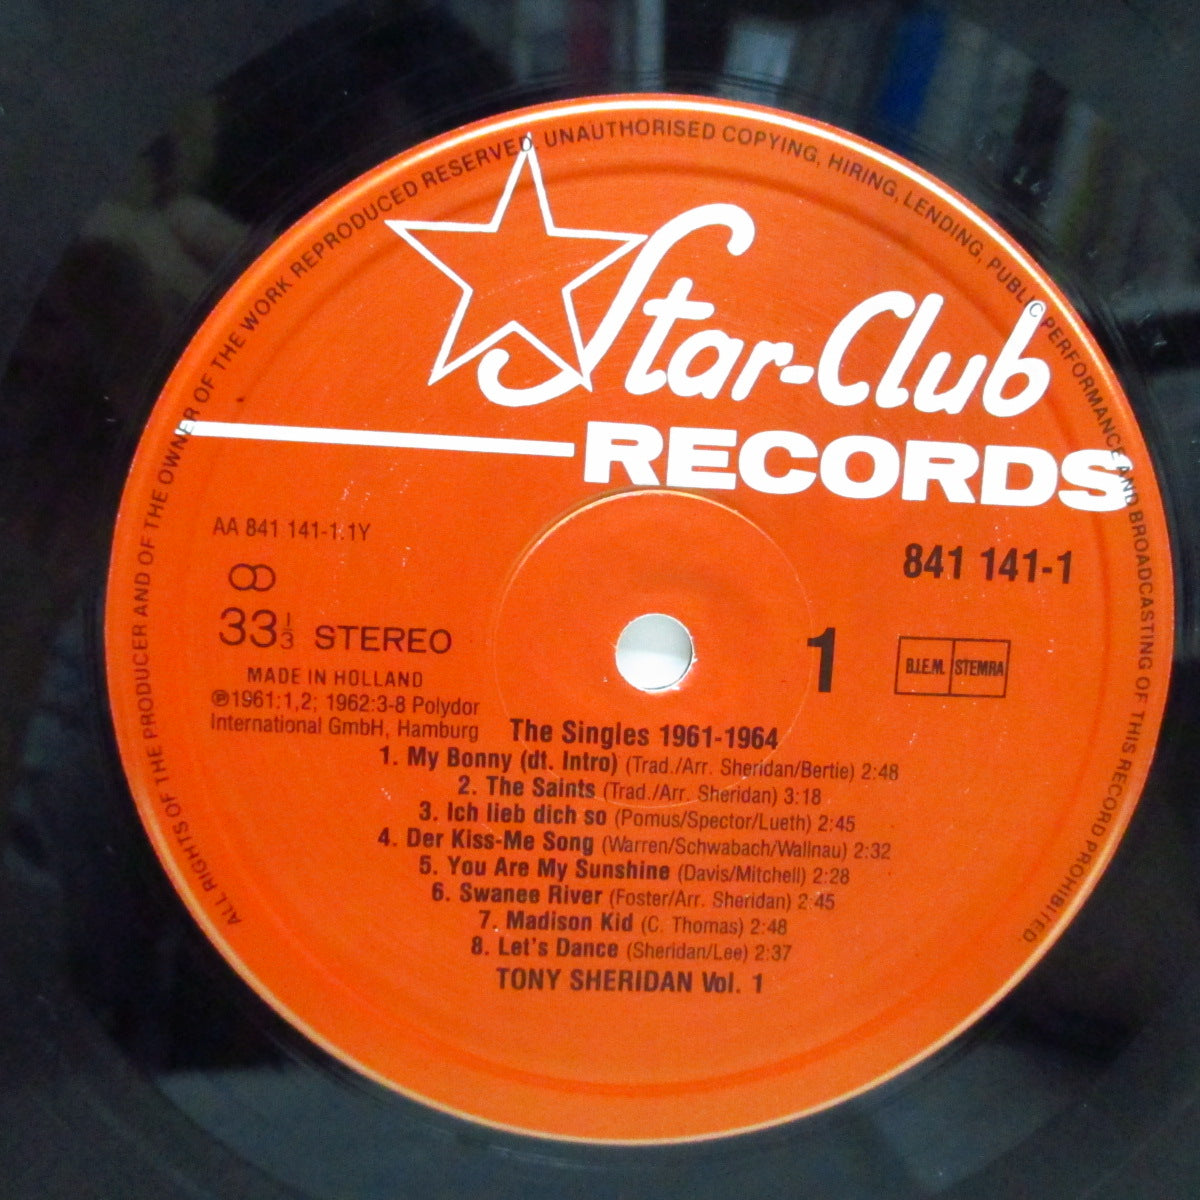 ALL RIGHTS OF THE PRODUCER AND OF THE OWNER OF THE WORK REPRODUCED RESERVED. UNAUTHORISED COPYING, HIRING, LENDING, PUBLIC PERFORMANCE AND BROADCASTING OF THIS RECORD PROHIBITED.
Star-Club
RECORDS
AA 841 141-1.1Y
841 141-1
33 1/3 STEREO
1
B.I.E.M. STEMRA
MADE IN HOLLAND
℗1961:1,2; 1962:3-8 Polydor
International GmbH, Hamburg
The Singles 1961-1964
1. My Bonny (dt. Intro) (Trad./Arr. Sheridan/Bertie) 2:48
2. The Saints (Trad./Arr. Sheridan) 3:18
3. Ich lieb dich so (Pomus/Spector/Lueth) 2:45
4. Der Kiss-Me Song (Warren/Schwabach/Wallnau) 2:32
5. You Are My Sunshine (Davis/Mitchell) 2:28
6. Swanee River (Foster/Arr. Sheridan) 2:45
7. Madison Kid (C. Thomas) 2:48
8. Let's Dance (Sheridan/Lee) 2:37
TONY SHERIDAN Vol. 1